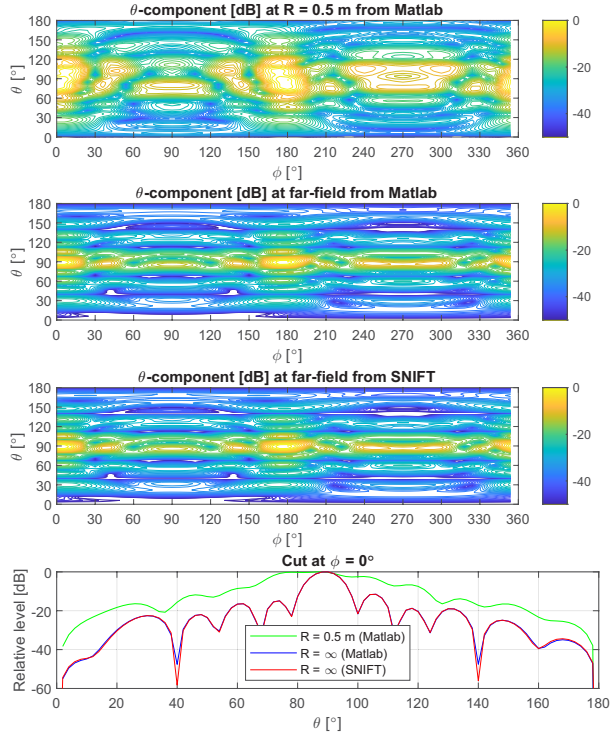 θ-component [dB] at R = 0.5 m from Matlab
180
150
120
90
60
30
0
θ [°]
0 30 60 90 120 150 180 210 240 270 300 330 360
φ [°]
0
-20
-40
θ-component [dB] at far-field from Matlab
180
150
120
90
60
30
0
θ [°]
0 30 60 90 120 150 180 210 240 270 300 330 360
φ [°]
0
-20
-40
θ-component [dB] at far-field from SNIFT
180
150
120
90
60
30
0
θ [°]
0 30 60 90 120 150 180 210 240 270 300 330 360
φ [°]
0
-20
-40
Cut at φ = 0°
0
-20
-40
-60
Relative level [dB]
R = 0.5 m (Matlab)
R = ∞ (Matlab)
R = ∞ (SNIFT)
0 20 40 60 80 100 120 140 160 180
θ [°]